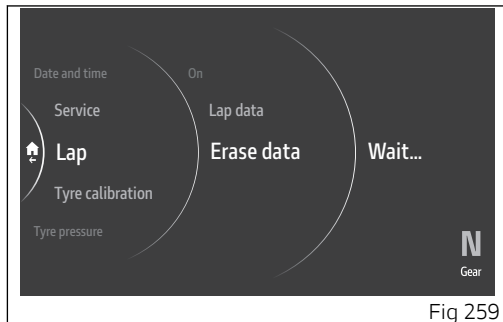 Date and time
Service
Lap
Tyre calibration
Tyre pressure
On
Lap data
Erase data
Wait...
N
Gear
Fig 259